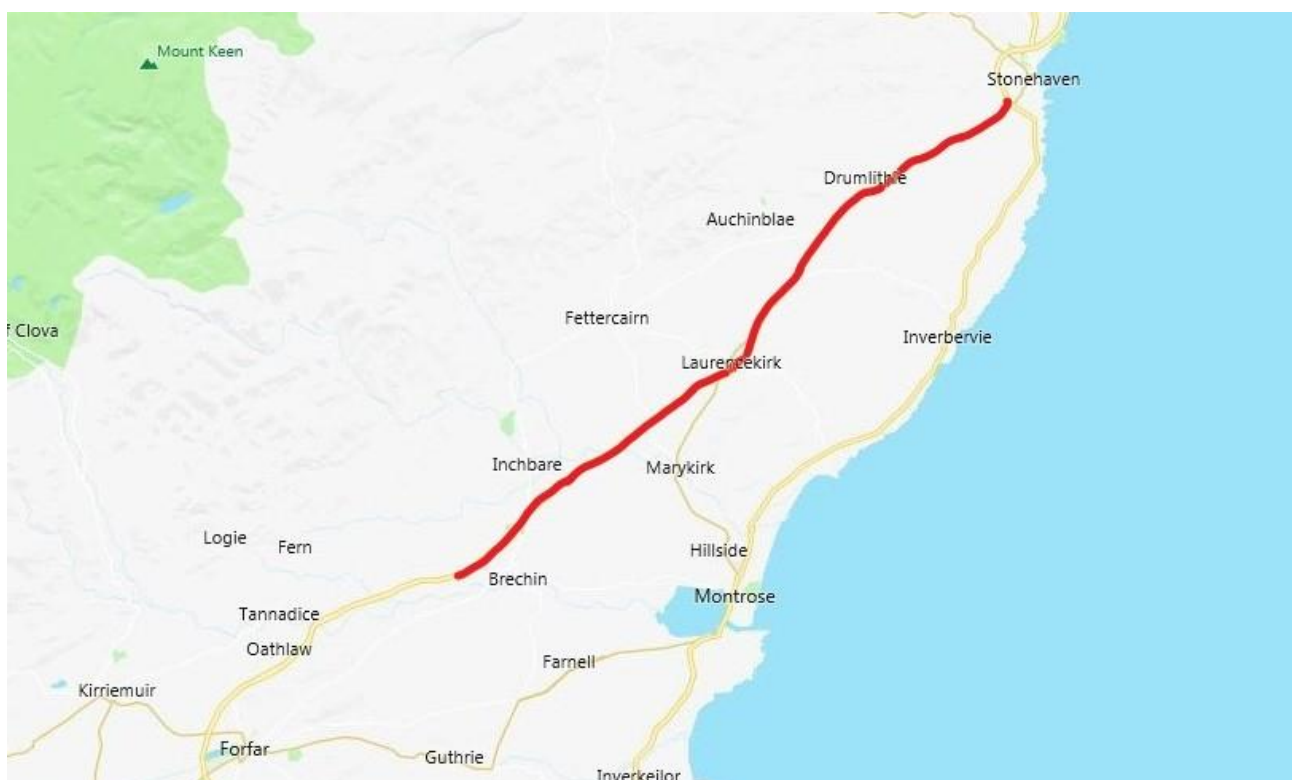 Mount Keen
Stonehaven
Drumlithie
Auchinblae
Fettercairn
f Clova
Inverbervie
Laurencekirk
Inchbare
Marykirk
Logie
Fern
Hillside
Brechin
Montrose
Tannadice
Oathlaw
Farnell
Kirriemuir
Forfar
Guthrie
Inverkeilor